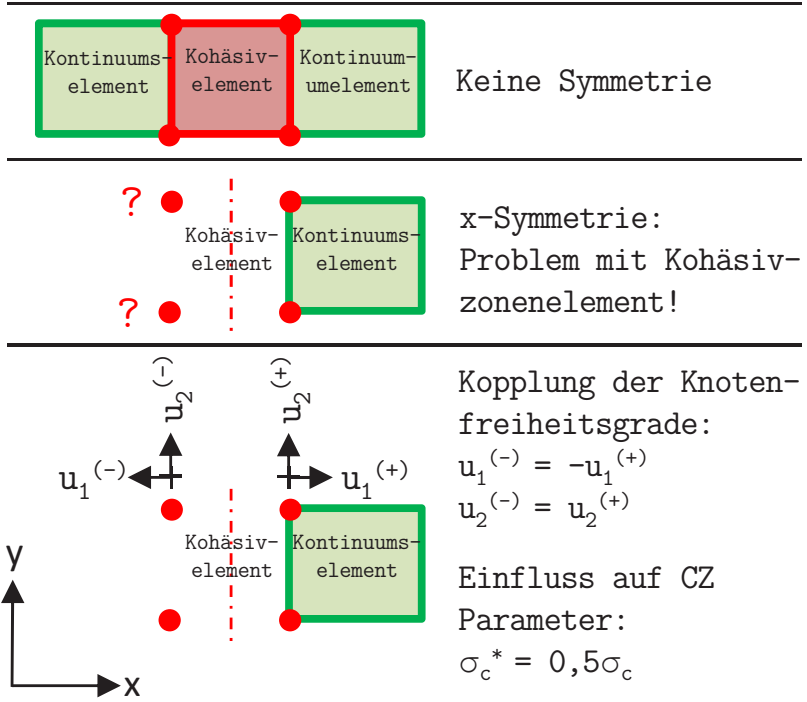 Kontinuums-
element
Kohäsiv-
element
Kontinuum-
umelement
Keine Symmetrie
?
?
Kohäsiv-
element
Kontinuums-
element
x-Symmetrie:
Problem mit Kohäsiv-
zonenelement!
u₂⁽⁻⁾
u₂⁽⁺⁾
u₁⁽⁻⁾
u₁⁽⁺⁾
Kohäsiv-
element
Kontinuums-
element
y
x
Kopplung der Knoten-
freiheitsgrade:
u₁⁽⁻⁾ = -u₁⁽⁺⁾
u₂⁽⁻⁾ = u₂⁽⁺⁾
Einfluss auf CZ
Parameter:
σ_c* = 0,5σ_c